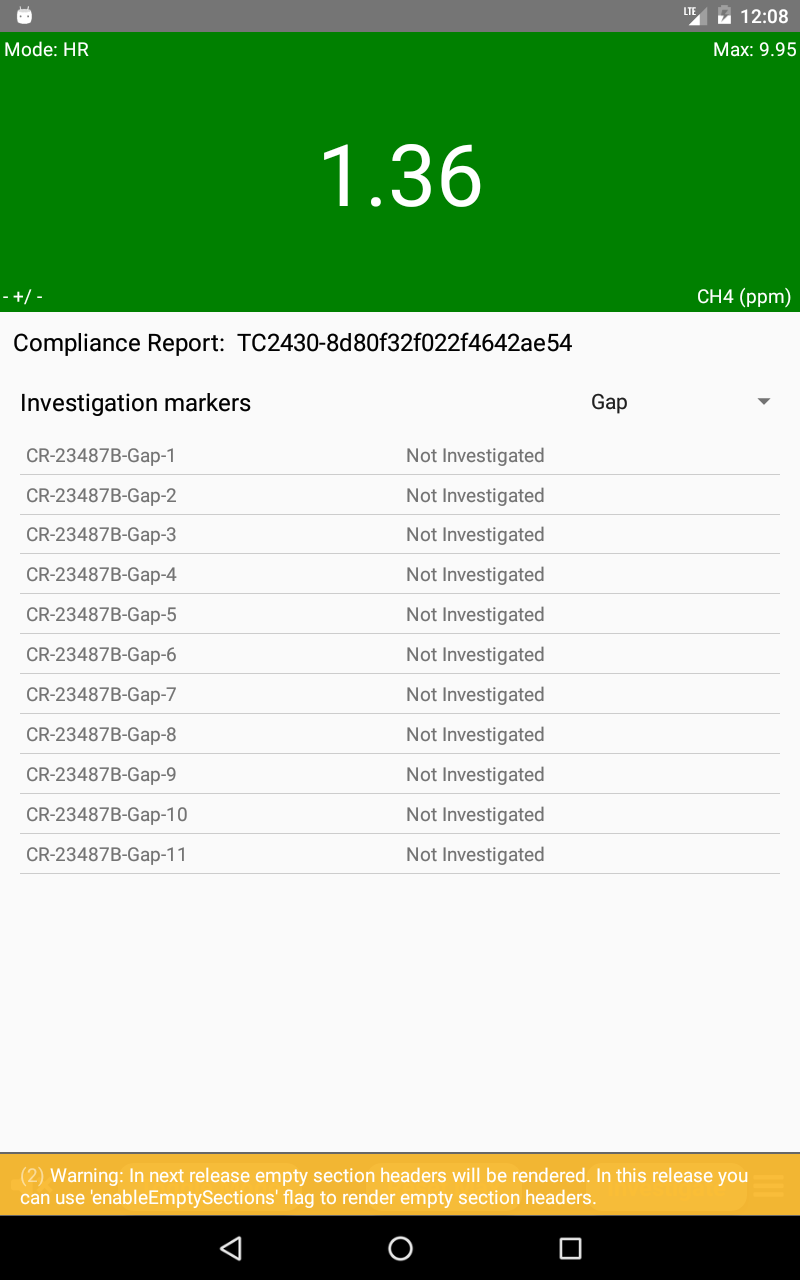 LTE 12:08
Mode: HR Max: 9.95
1.36
- +/ - CH4 (ppm)
Compliance Report: TC2430-8d80f32f022f4642ae54
Investigation markers Gap
CR-23487B-Gap-1 Not Investigated
CR-23487B-Gap-2 Not Investigated
CR-23487B-Gap-3 Not Investigated
CR-23487B-Gap-4 Not Investigated
CR-23487B-Gap-5 Not Investigated
CR-23487B-Gap-6 Not Investigated
CR-23487B-Gap-7 Not Investigated
CR-23487B-Gap-8 Not Investigated
CR-23487B-Gap-9 Not Investigated
CR-23487B-Gap-10 Not Investigated
CR-23487B-Gap-11 Not Investigated
(2) Warning: In next release empty section headers will be rendered. In this release you
can use 'enableEmptySections' flag to render empty section headers.